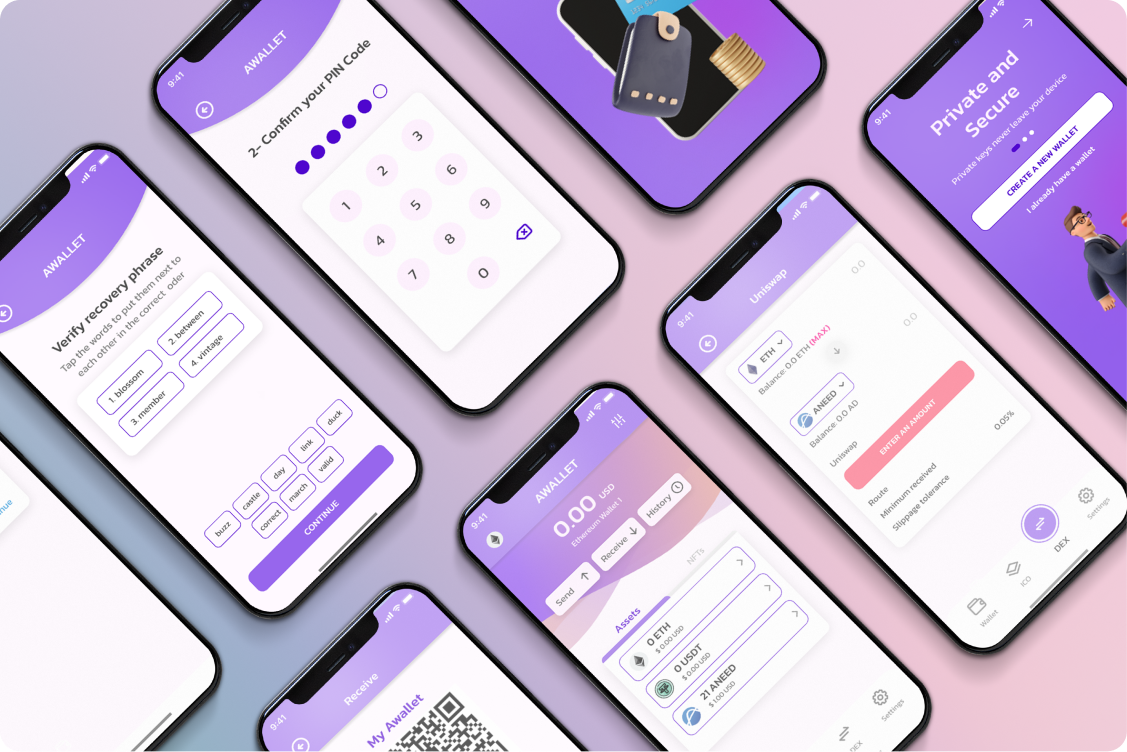 9:41
AWALLET
2- Confirm your PIN Code
1
2
3
4
5
6
7
8
9
0
9:41
Private and
Secure
Private keys never leave your device
CREATE A NEW WALLET
I already have a wallet
AWALLET
Verify recovery phrase
Tap the words to put them next to
each other in the correct oder
1. blossom
2. between
3. member
4. vintage
buzz
castle
day
link
duck
correct
march
valid
CONTINUE
9:41
Uniswap
ETH
0.0
Balance: 0.0 ETH (MAX)
ANEED
0.0
Balance: 0.0 AD
Uniswap
ENTER AN AMOUNT
Route
Minimum received
Slippage tolerance
0.05%
Wallet
ICO
DEX
Settings
9:41
AWALLET
0.00 USD
Ethereum Wallet !
Send
Receive
History
Assets
NFTs
0 ETH
$ 0.00 USD
0 USDT
$ 0.00 USD
21 ANEED
$ 1.00 USD
DEX
Settings
9:41
Receive
My Awallet